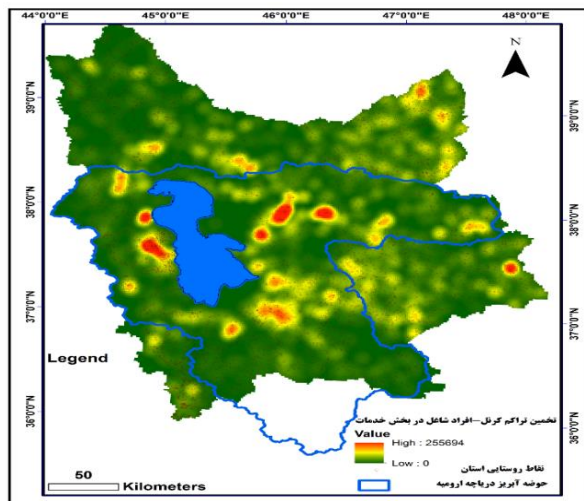 44°0'0"E 45°0'0"E 46°0'0"E 47°0'0"E 48°0'0"E
N
39°0'0"N 39°0'0"N
38°0'0"N 38°0'0"N
37°0'0"N 37°0'0"N
36°0'0"N 36°0'0"N
Legend
تخمین تراکم کرنل-افراد شاغل در بخش خدمات
Value
High : 255694
Low : 0
نقاط روستایی استان
حوضه آبریز دریاچه ارومیه
50
Kilometers